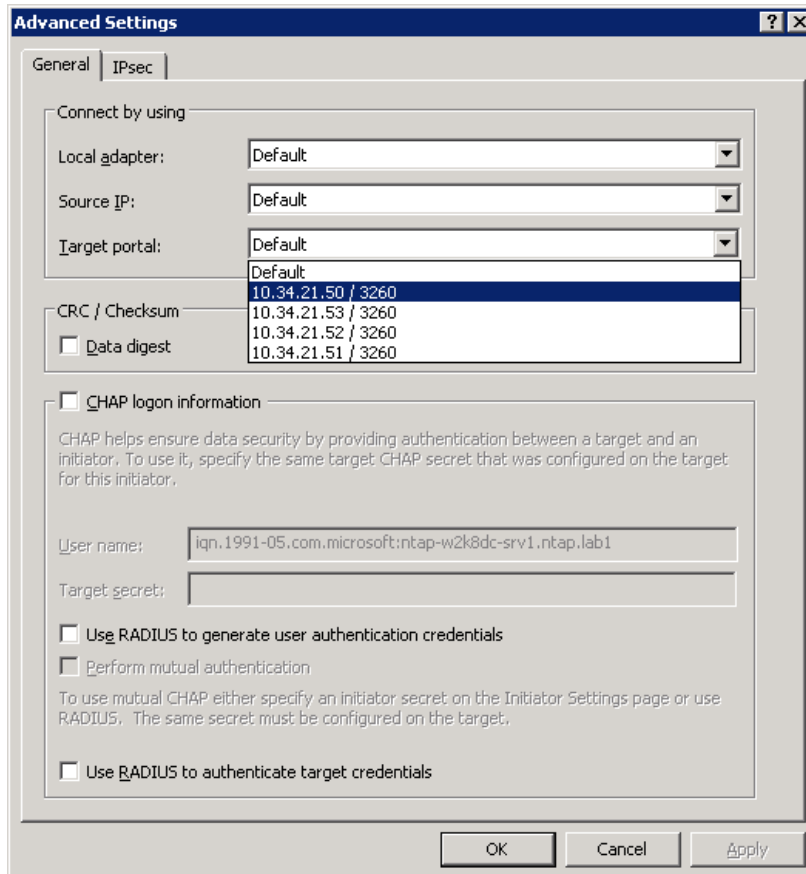 Advanced Settings
General
IPsec
Connect by using
Local adapter:
Default
Source IP:
Default
Target portal:
Default
Default
10.34.21.50 / 3260
10.34.21.53 / 3260
10.34.21.52 / 3260
10.34.21.51 / 3260
CRC / Checksum
Data digest
CHAP logon information
CHAP helps ensure data security by providing authentication between a target and an
initiator. To use it, specify the same target CHAP secret that was configured on the target
for this initiator.
User name:
iqn.1991-05.com.microsoft:ntap-w2k8dc-srv1.ntap.lab1
Target secret:
Use RADIUS to generate user authentication credentials
Perform mutual authentication
To use mutual CHAP either specify an initiator secret on the Initiator Settings page or use
RADIUS. The same secret must be configured on the target.
Use RADIUS to authenticate target credentials
OK
Cancel
Apply